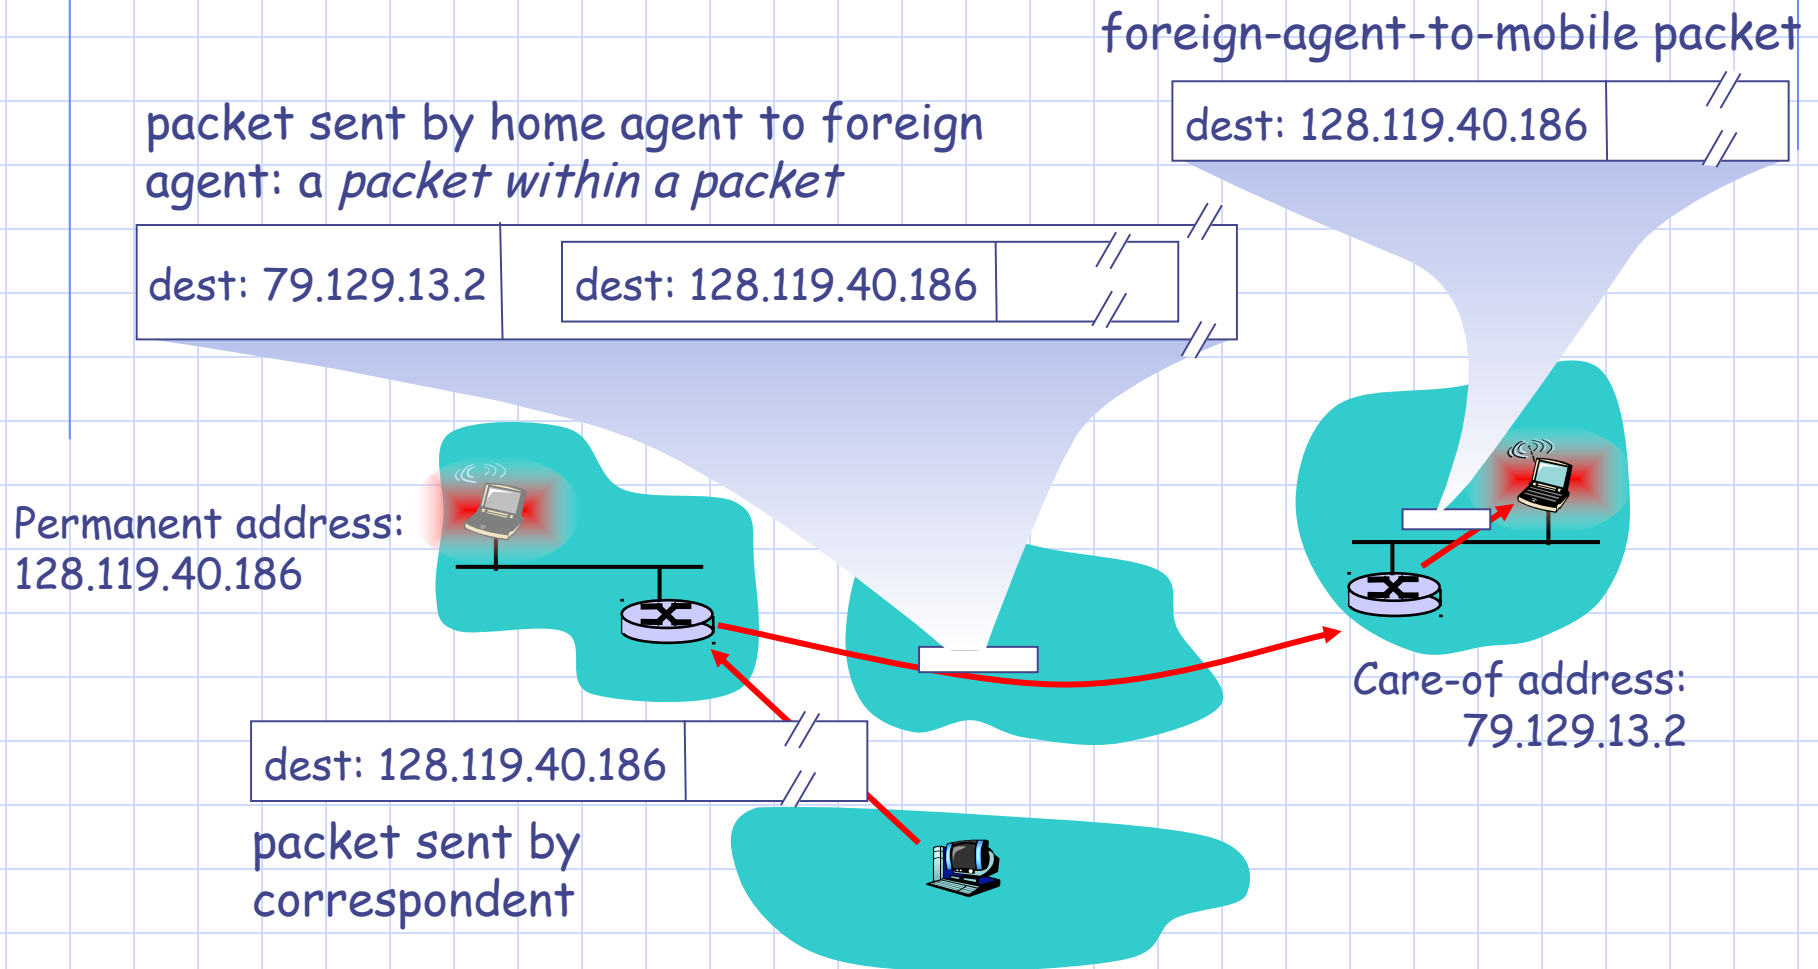 foreign-agent-to-mobile packet
dest: 128.119.40.186
packet sent by home agent to foreign
agent: a packet within a packet
dest: 79.129.13.2
dest: 128.119.40.186
Permanent address:
128.119.40.186
Care-of address:
79.129.13.2
dest: 128.119.40.186
packet sent by
correspondent